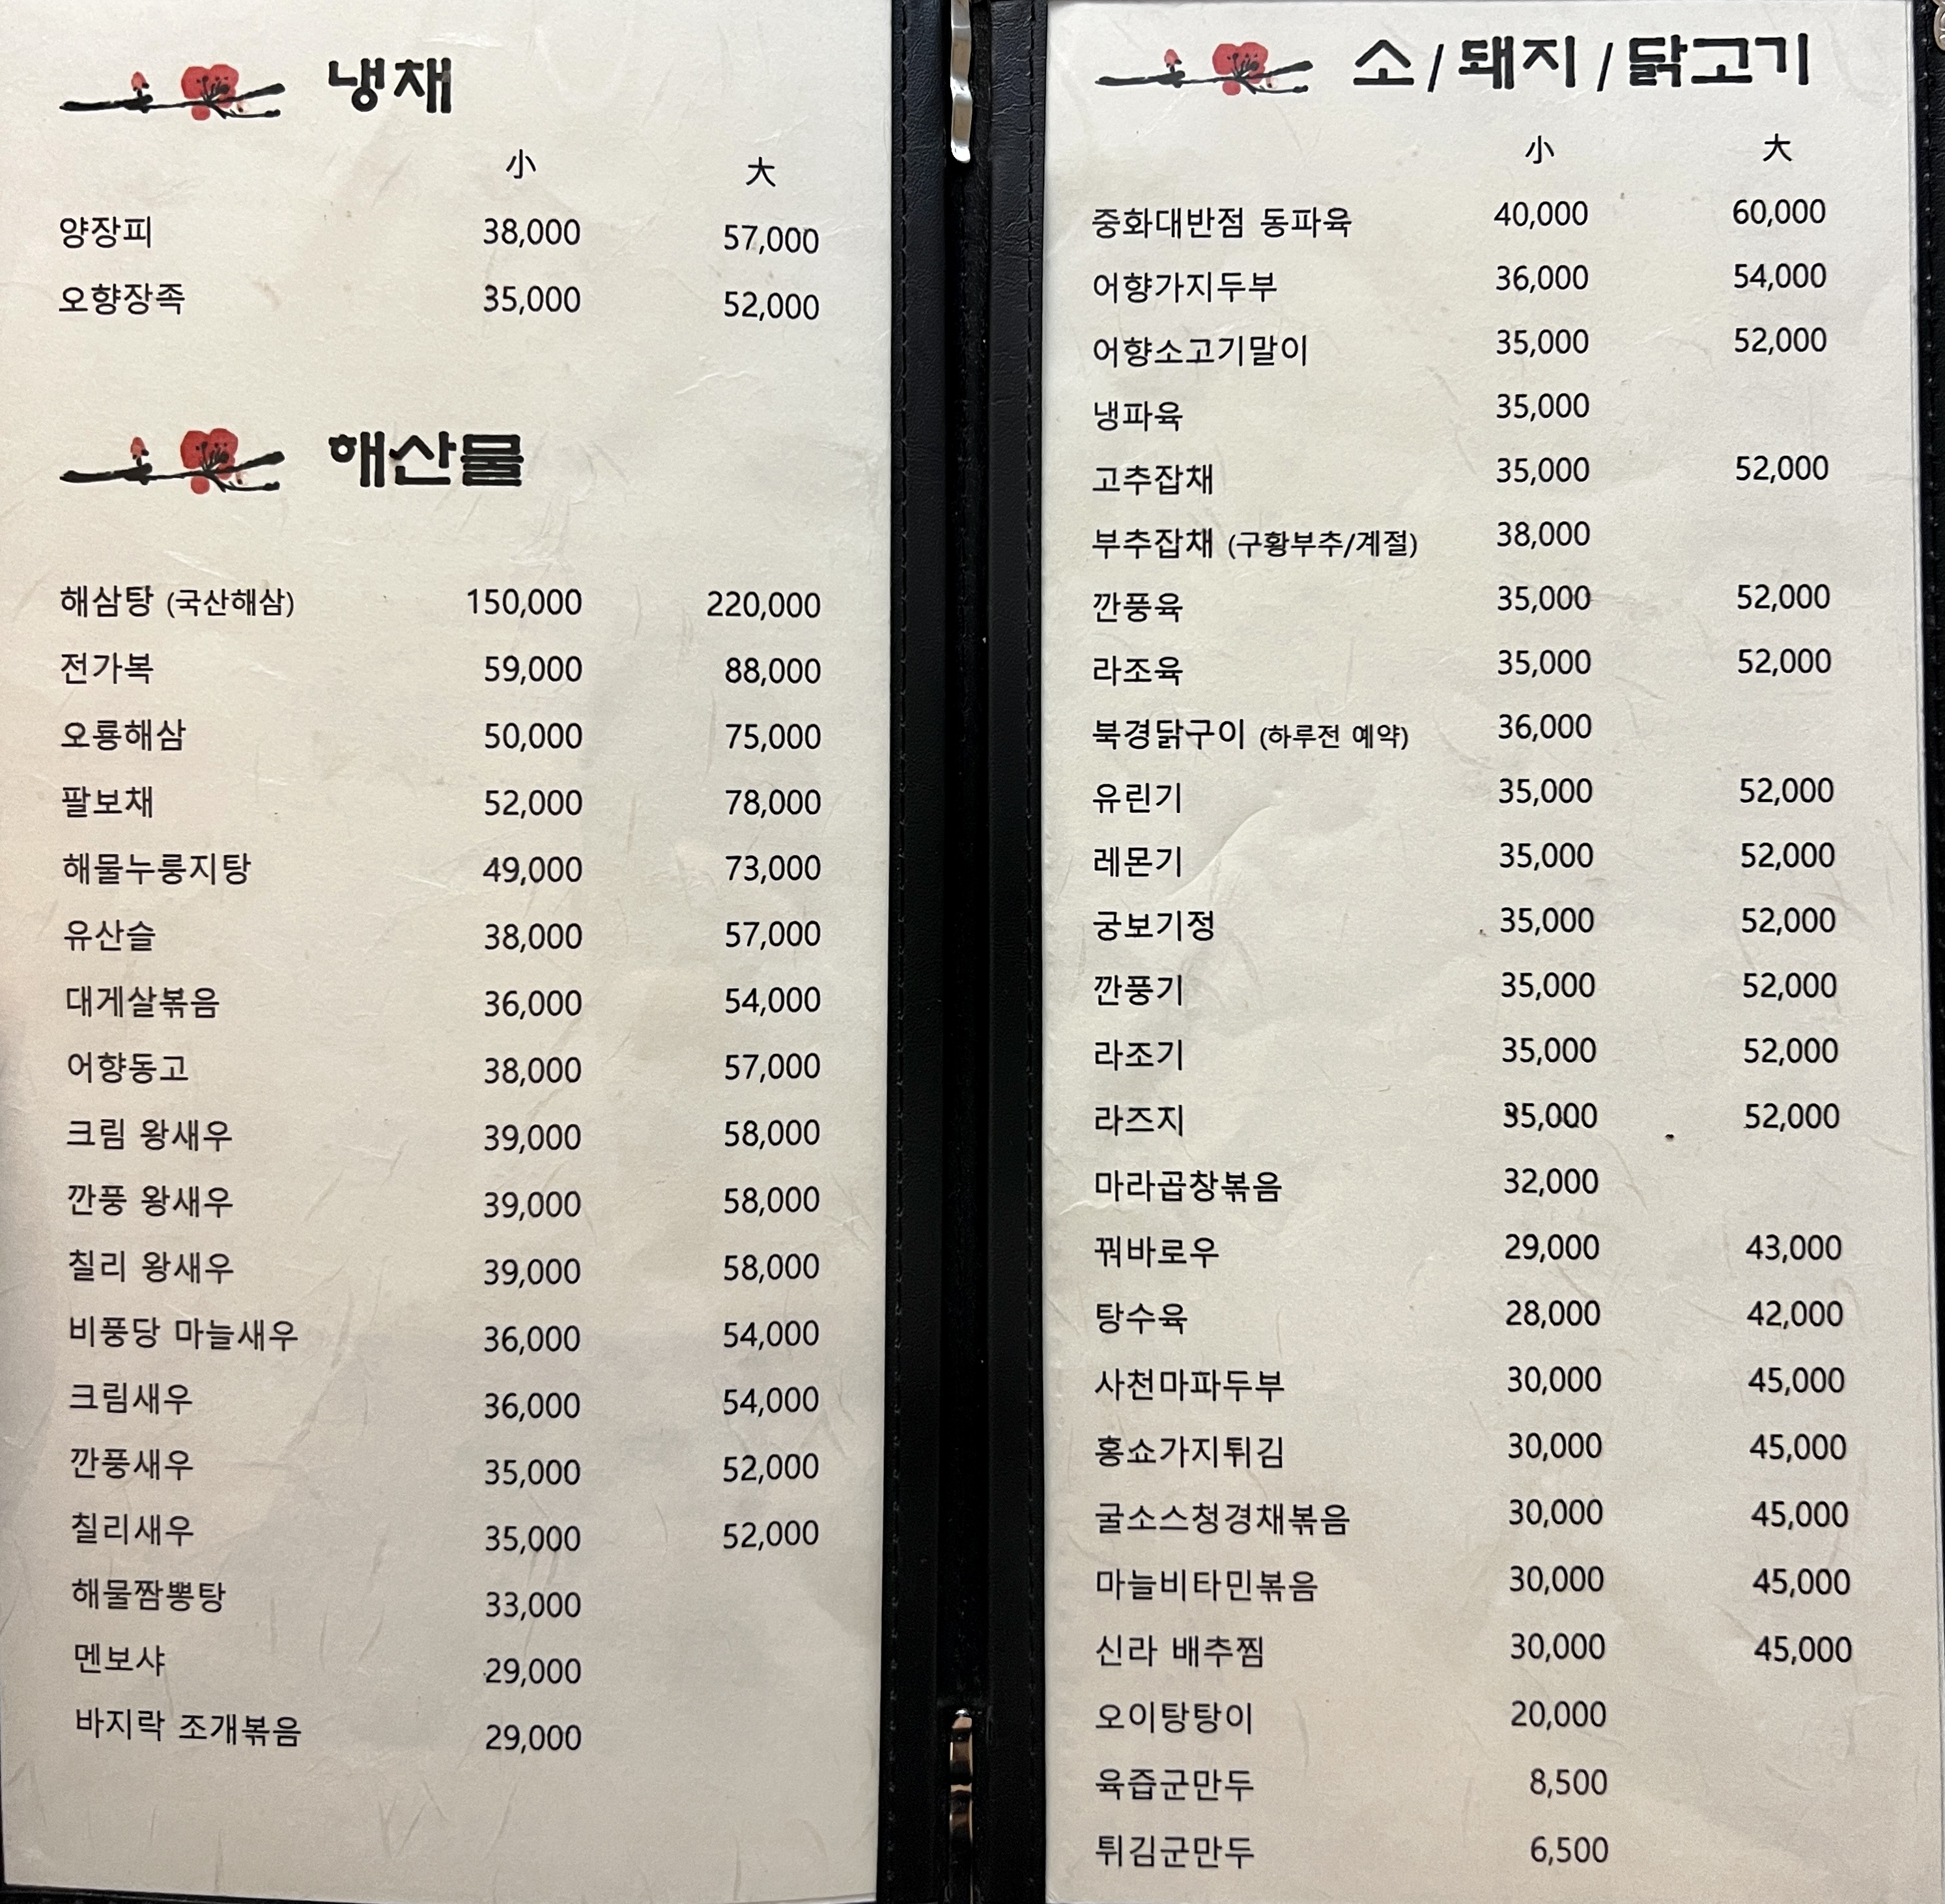 냉채
小 大
양장피 38,000 57,000
오향장족 35,000 52,000
해산물
해삼탕 (국산해삼) 150,000 220,000
전가복 59,000 88,000
오룡해삼 50,000 75,000
팔보채 52,000 78,000
해물누룽지탕 49,000 73,000
유산슬 38,000 57,000
대게살볶음 36,000 54,000
어향동고 38,000 57,000
크림 왕새우 39,000 58,000
깐풍 왕새우 39,000 58,000
칠리 왕새우 39,000 58,000
비풍당 마늘새우 36,000 54,000
크림새우 36,000 54,000
깐풍새우 35,000 52,000
칠리새우 35,000 52,000
해물짬뽕탕 33,000
멘보샤 29,000
바지락 조개볶음 29,000
소/돼지/닭고기
小 大
중화대반점 동파육 40,000 60,000
어향가지두부 36,000 54,000
어향소고기말이 35,000 52,000
냉파육 35,000
고추잡채 35,000 52,000
부추잡채 (구황부추/계절) 38,000
깐풍육 35,000 52,000
라조육 35,000 52,000
북경닭구이 (하루전 예약) 36,000
유린기 35,000 52,000
레몬기 35,000 52,000
궁보기정 35,000 52,000
깐풍기 35,000 52,000
라조기 35,000 52,000
라즈지 35,000 52,000
마라곱창볶음 32,000
꿔바로우 29,000 43,000
탕수육 28,000 42,000
사천마파두부 30,000 45,000
홍쇼가지튀김 30,000 45,000
굴소스청경채볶음 30,000 45,000
마늘비타민볶음 30,000 45,000
신라 배추찜 30,000 45,000
오이탕탕이 20,000
육즙군만두 8,500
튀김군만두 6,500